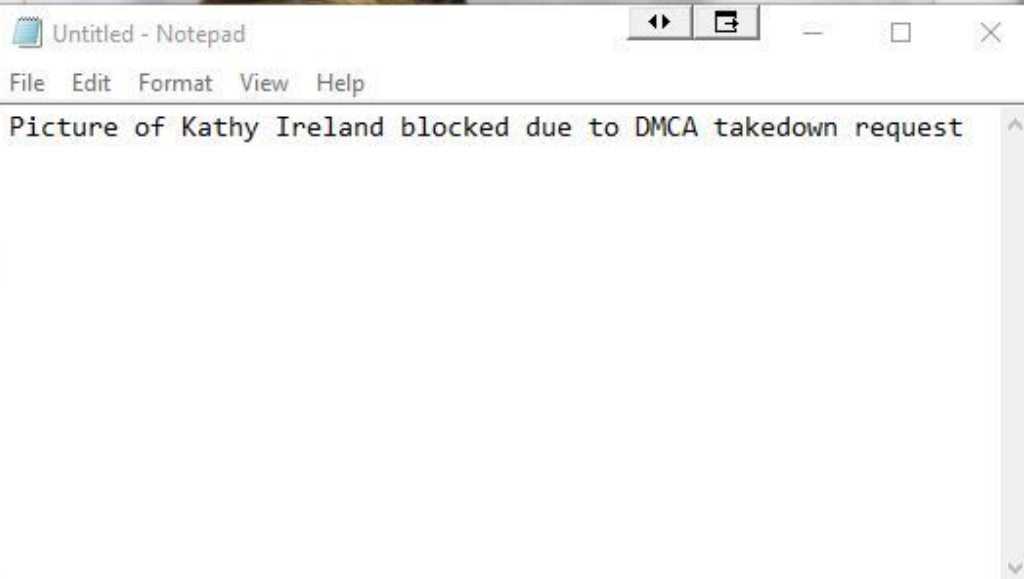 Untitled - Notepad
File Edit Format View Help
Picture of Kathy Ireland blocked due to DMCA takedown request